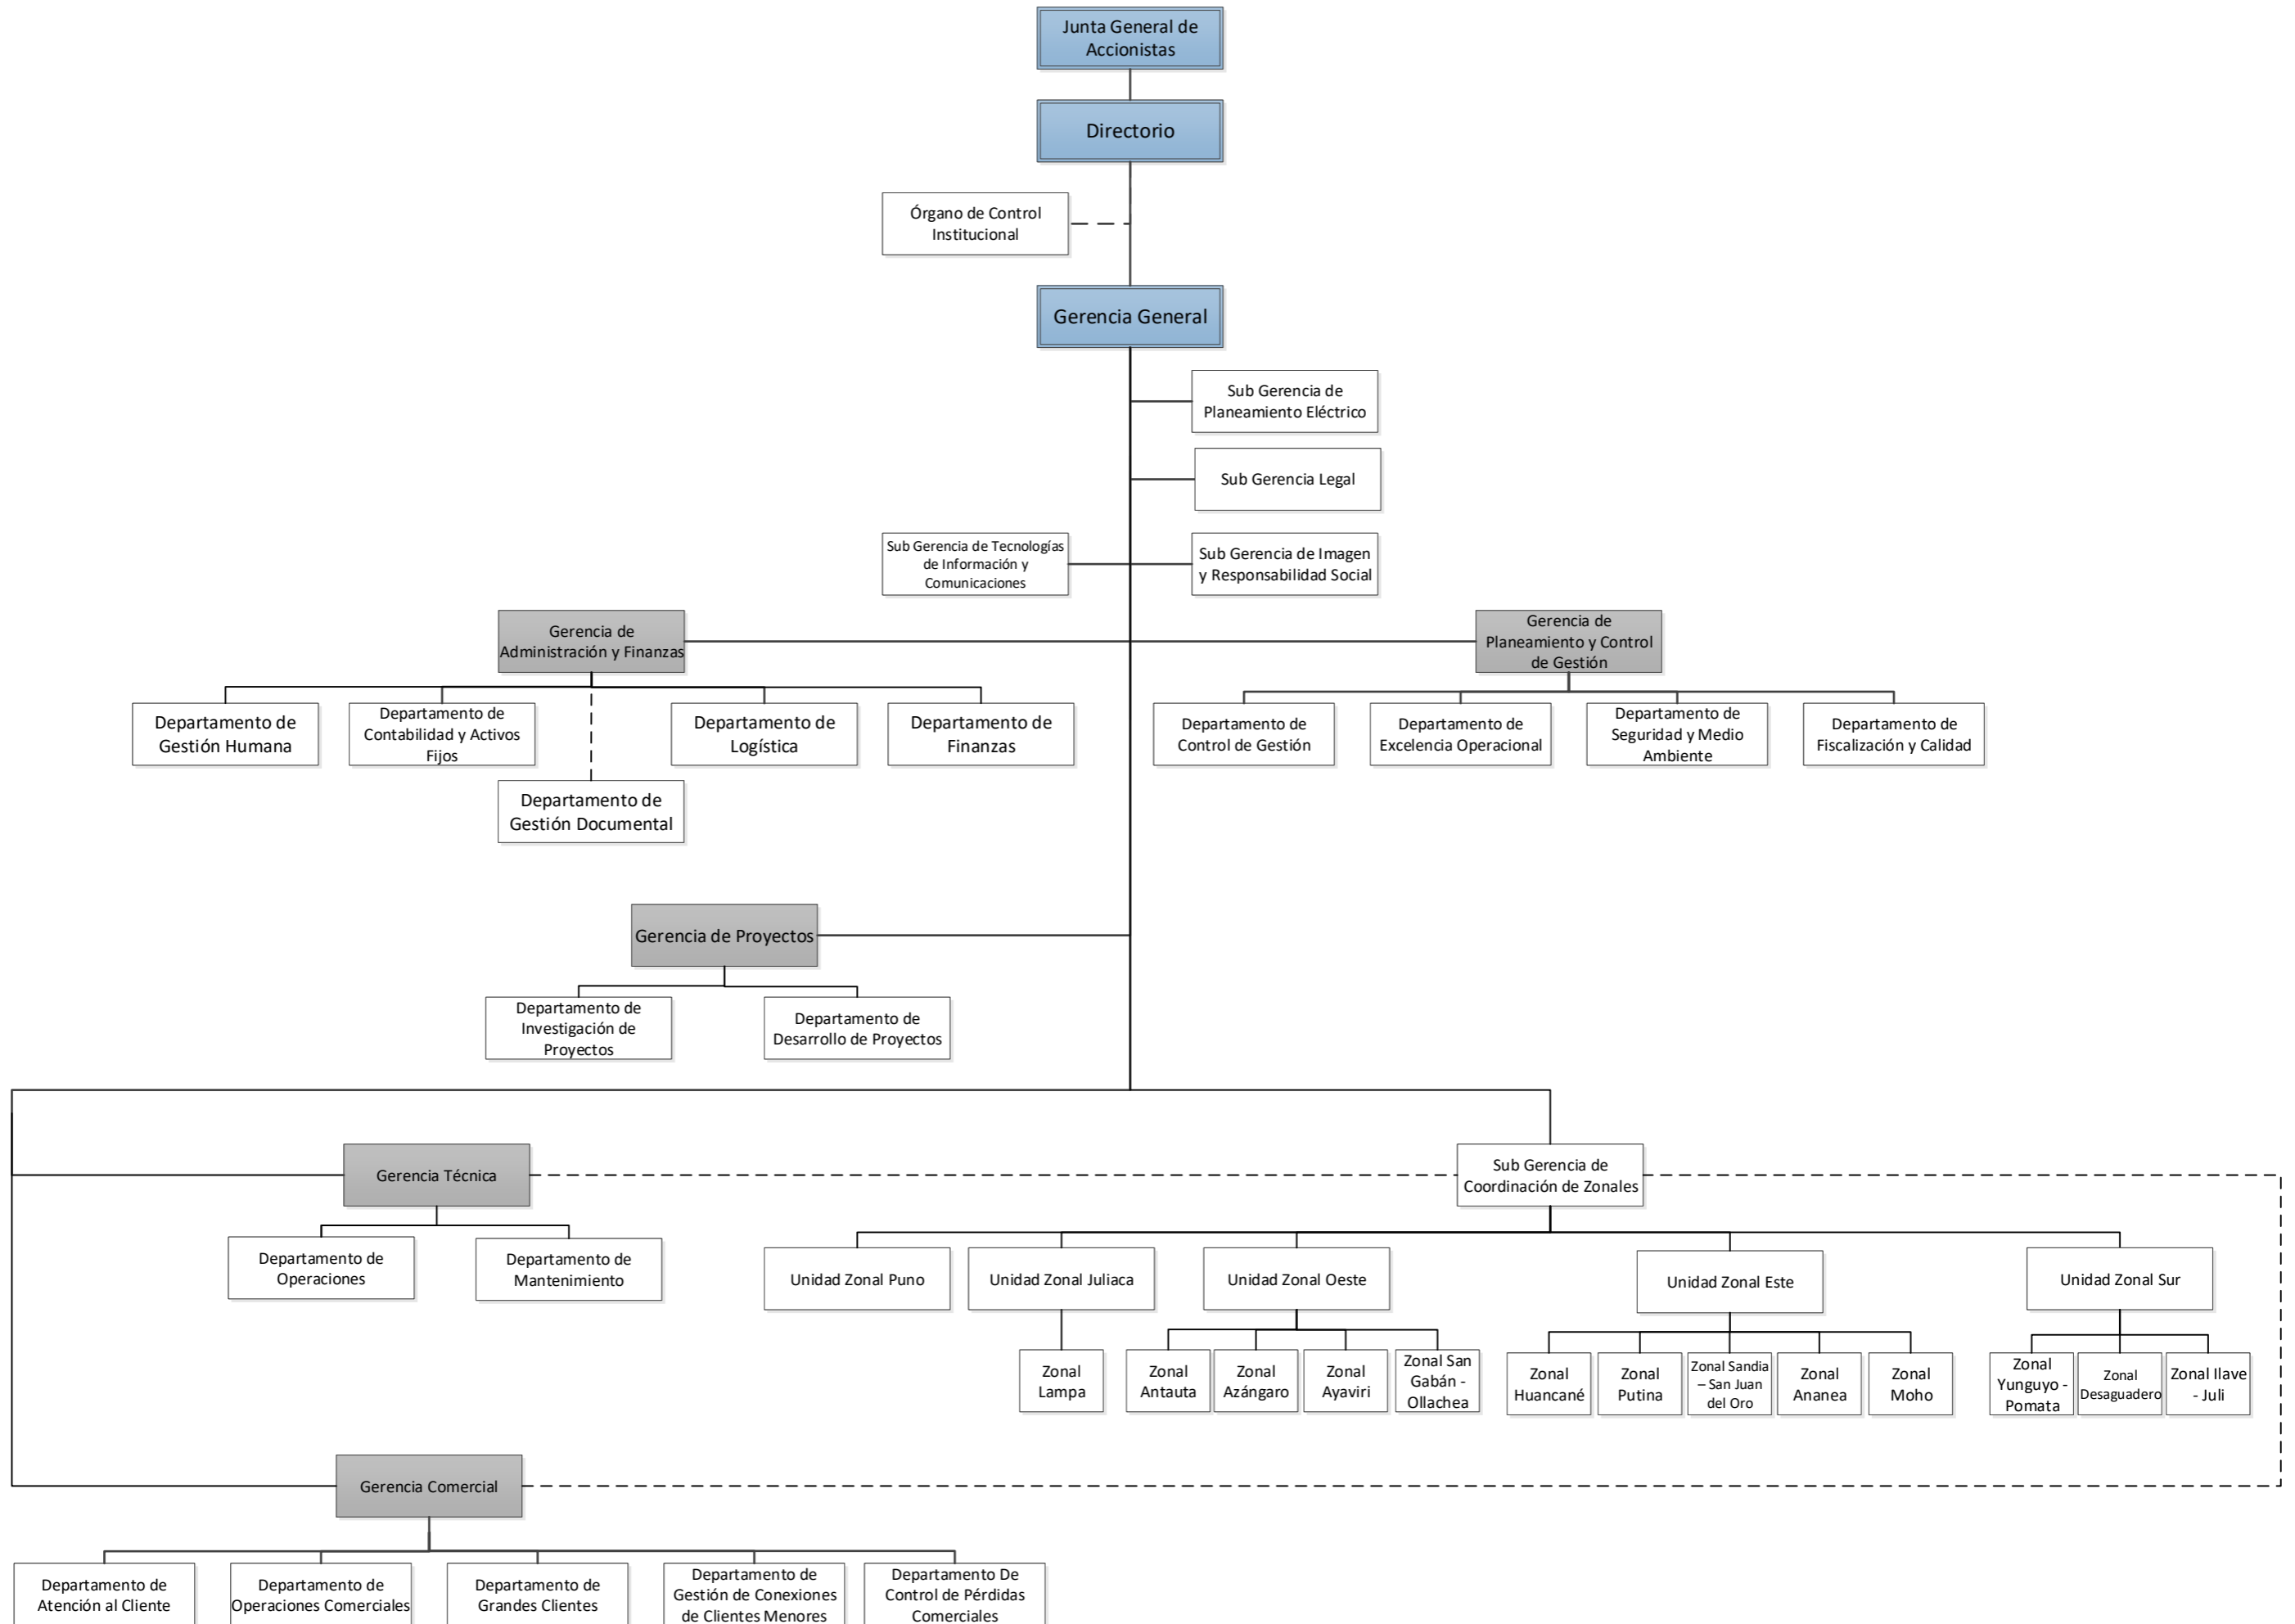 Junta General de
Accionistas
Directorio
Órgano de Control
Institucional
Gerencia General
Sub Gerencia de
Planeamiento Eléctrico
Sub Gerencia Legal
Sub Gerencia de Tecnologías
de Información y
Comunicaciones
Sub Gerencia de Imagen
y Responsabilidad Social
Gerencia de
Administración y Finanzas
Gerencia de
Planeamiento y Control
de Gestión
Departamento de
Gestión Humana
Departamento de
Contabilidad y Activos
Fijos
Departamento de
Logística
Departamento de
Finanzas
Departamento de
Control de Gestión
Departamento de
Excelencia Operacional
Departamento de
Seguridad y Medio
Ambiente
Departamento de
Fiscalización y Calidad
Departamento de
Gestión Documental
Gerencia de Proyectos
Departamento de
Investigación de
Proyectos
Departamento de
Desarrollo de Proyectos
Gerencia Técnica
Sub Gerencia de
Coordinación de Zonales
Departamento de
Operaciones
Departamento de
Mantenimiento
Unidad Zonal Puno
Unidad Zonal Juliaca
Unidad Zonal Oeste
Unidad Zonal Este
Unidad Zonal Sur
Zonal
Lampa
Zonal
Antauta
Zonal
Azángaro
Zonal
Ayaviri
Zonal San
Gabán -
Ollachea
Zonal
Huancané
Zonal
Putina
Zonal Sandia
– San Juan
del Oro
Zonal
Ananea
Zonal
Moho
Zonal
Yunguyo -
Pomata
Zonal
Desaguadero
Zonal Ilave
- Juli
Gerencia Comercial
Departamento de
Atención al Cliente
Departamento de
Operaciones Comerciales
Departamento de
Grandes Clientes
Departamento de
Gestión de Conexiones
de Clientes Menores
Departamento De
Control de Pérdidas
Comerciales